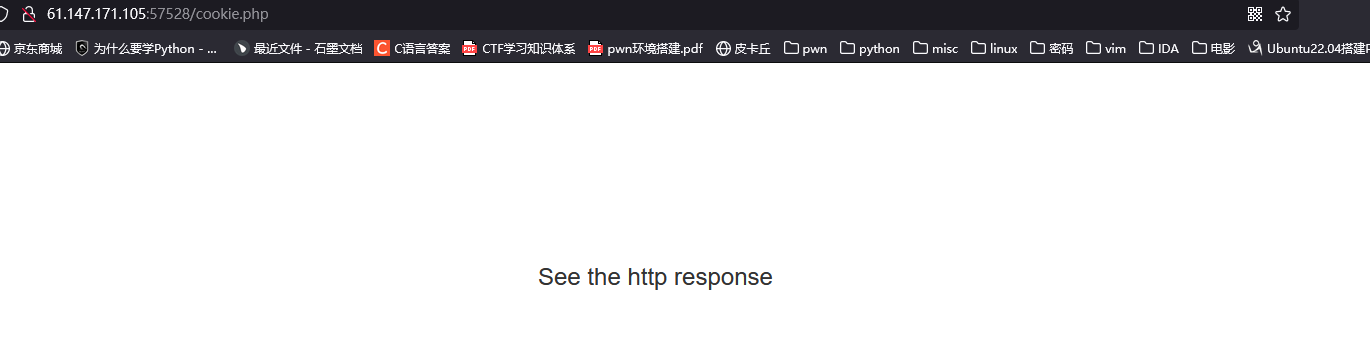 61.147.171.105:57528/cookie.php
京东商城 为什么要学Python - ... 最近文件 - 石墨文档 C语言答案 CTF学习知识体系 pwn环境搭建.pdf 皮卡丘 pwn python misc linux 密码 vim IDA 电影 Ubuntu22.04搭建
See the http response